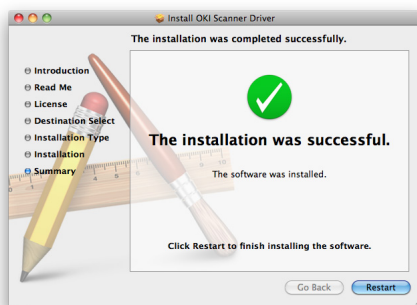 Install OKI Scanner Driver
The installation was completed successfully.
Introduction
Read Me
License
Destination Select
Installation Type
Installation
Summary
The installation was successful.
The software was installed.
Click Restart to finish installing the software.
Go Back
Restart